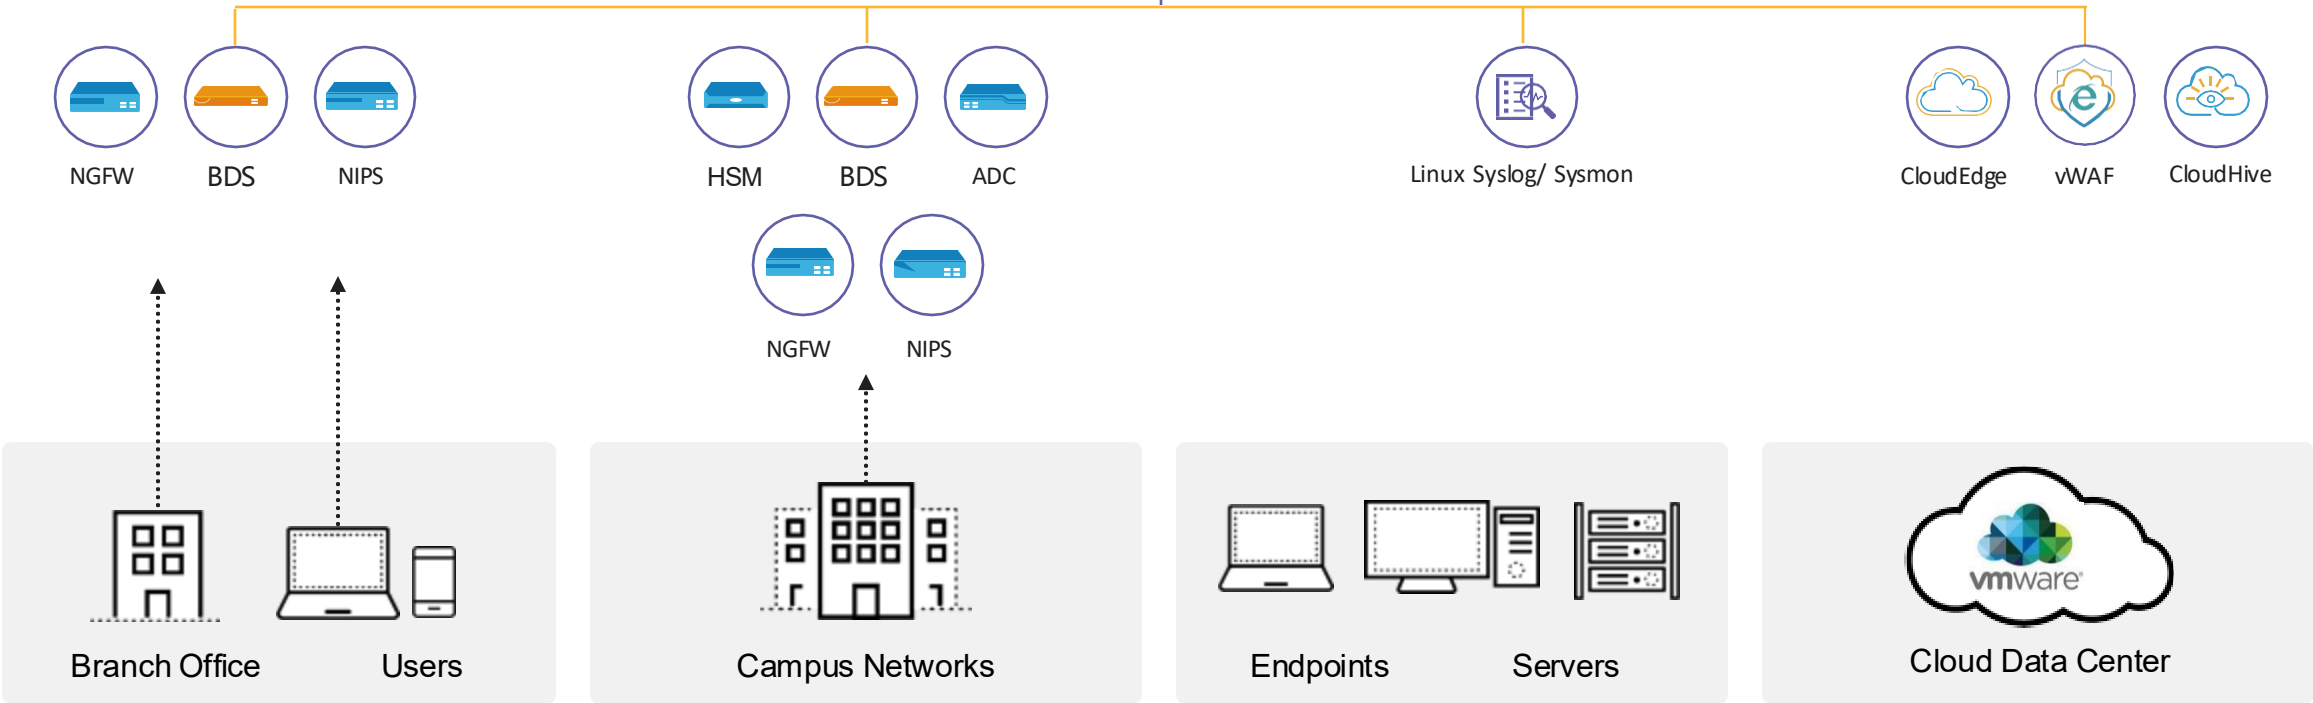 NGFW
BDS
NIPS
HSM
BDS
ADC
Linux Syslog/ Sysmon
CloudEdge
vWAF
CloudHive
NGFW
NIPS
vmware®
Branch Office
Users
Campus Networks
Endpoints
Servers
Cloud Data Center